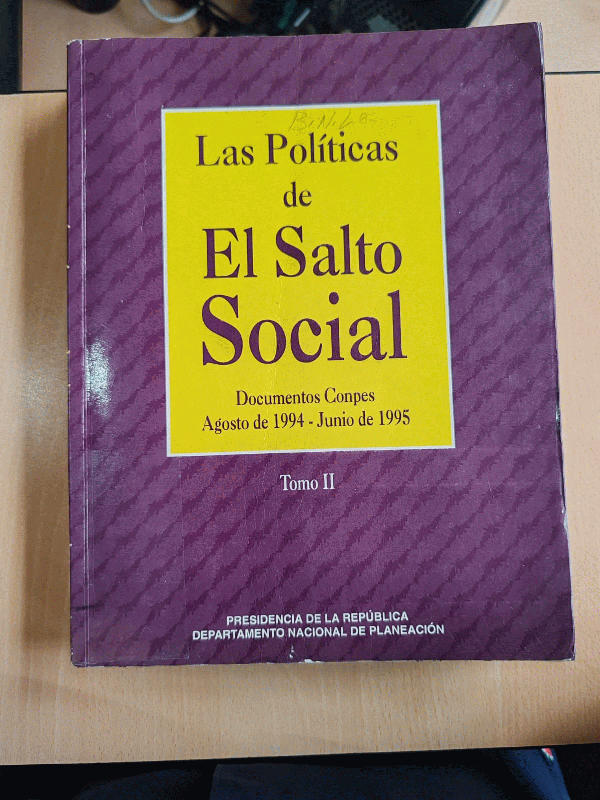 Las Políticas
de
El Salto
Social
Documentos Conpes
Agosto de 1994 - Junio de 1995
Tomo II
PRESIDENCIA DE LA REPÚBLICA
DEPARTAMENTO NACIONAL DE PLANEACIÓN